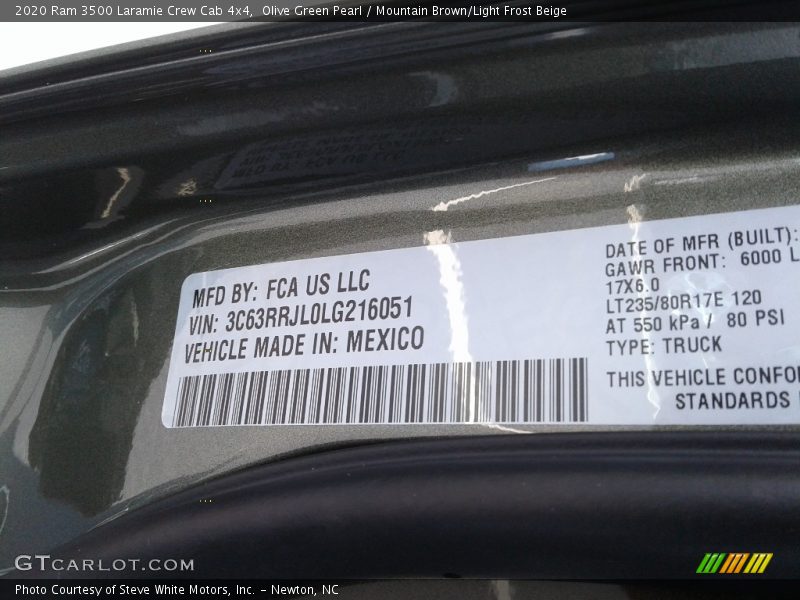 2020 Ram 3500 Laramie Crew Cab 4x4, Olive Green Pearl / Mountain Brown/Light Frost Beige
MFD BY: FCA US LLC
VIN: 3C63RRJL0LG216051
VEHICLE MADE IN: MEXICO
DATE OF MFR (BUILT):
GAWR FRONT: 6000 L
17X6.0
LT235/80R17E 120
AT 550 kPa / 80 PSI
TYPE: TRUCK
THIS VEHICLE CONFO
STANDARDS
GTCARLOT.COM
Photo Courtesy of Steve White Motors, Inc. – Newton, NC